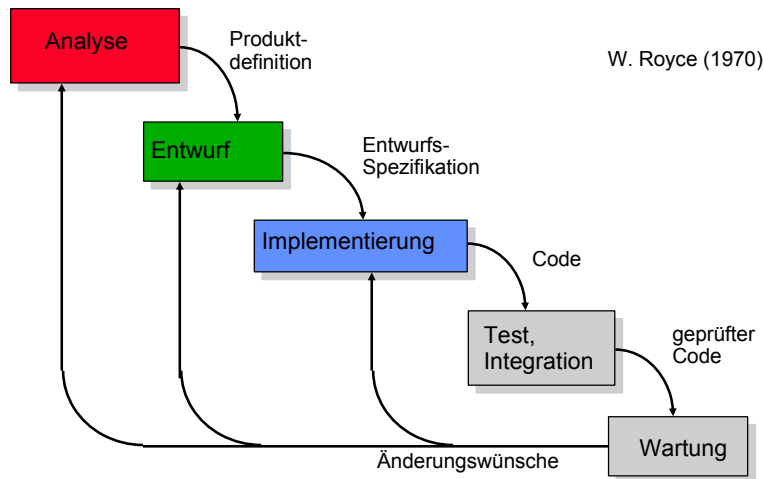 Analyse
Produkt-
definition
W. Royce (1970)
Entwurf
Entwurfs-
Spezifikation
Implementierung
Code
Test,
Integration
geprüfter
Code
Wartung
Änderungswünsche